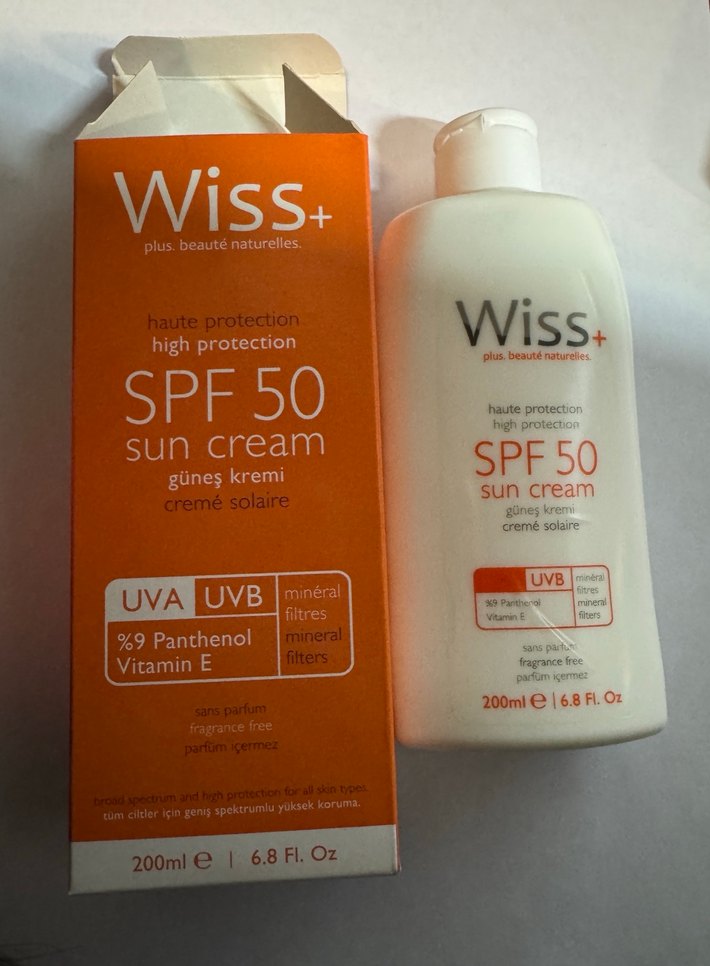 Wiss+
plus. beauté naturelles.
haute protection
high protection
SPF 50
sun cream
güneş kremi
cremé solaire
UVA UVB
%9 Panthenol
Vitamin E
minéral
filtres
mineral
filters
sans parfum
fragrance free
parfüm içermez
broad spectrum and high protection for all skin types
tüm ciltler için geniş spektrumlu yüksek koruma.
200ml e | 6.8 Fl. Oz
Wiss+
plus. beauté naturelles.
haute protection
high protection
SPF 50
sun cream
güneş kremi
cremé solaire
UVB
%9 Panthenol
Vitamin E
minéral
filtres
mineral
filters
sans parfum
fragrance free
parfüm içermez
200ml e | 6.8 Fl. Oz